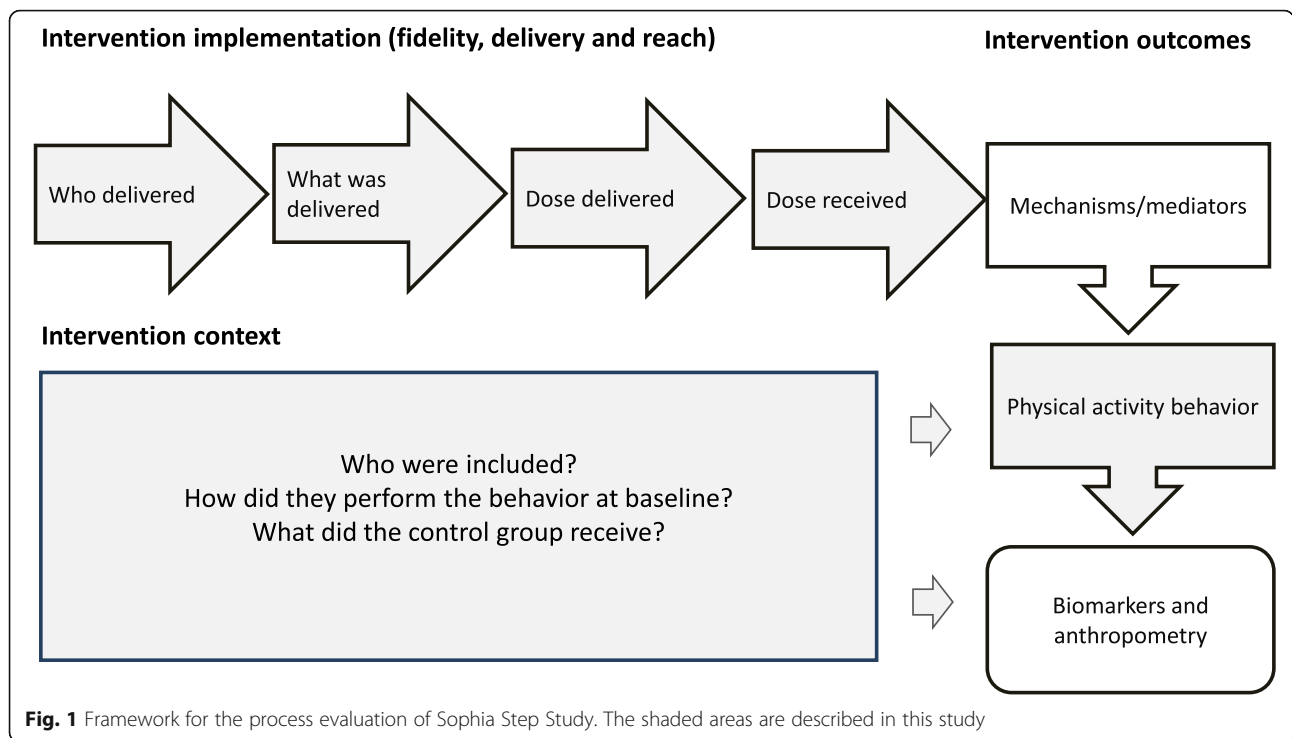 Intervention implementation (fidelity, delivery and reach)
Intervention outcomes
Who delivered
What was
delivered
Dose delivered
Dose received
Mechanisms/mediators
Intervention context
Who were included?
How did they perform the behavior at baseline?
What did the control group receive?
Physical activity behavior
Biomarkers and
anthropometry
Fig. 1 Framework for the process evaluation of Sophia Step Study. The shaded areas are described in this study